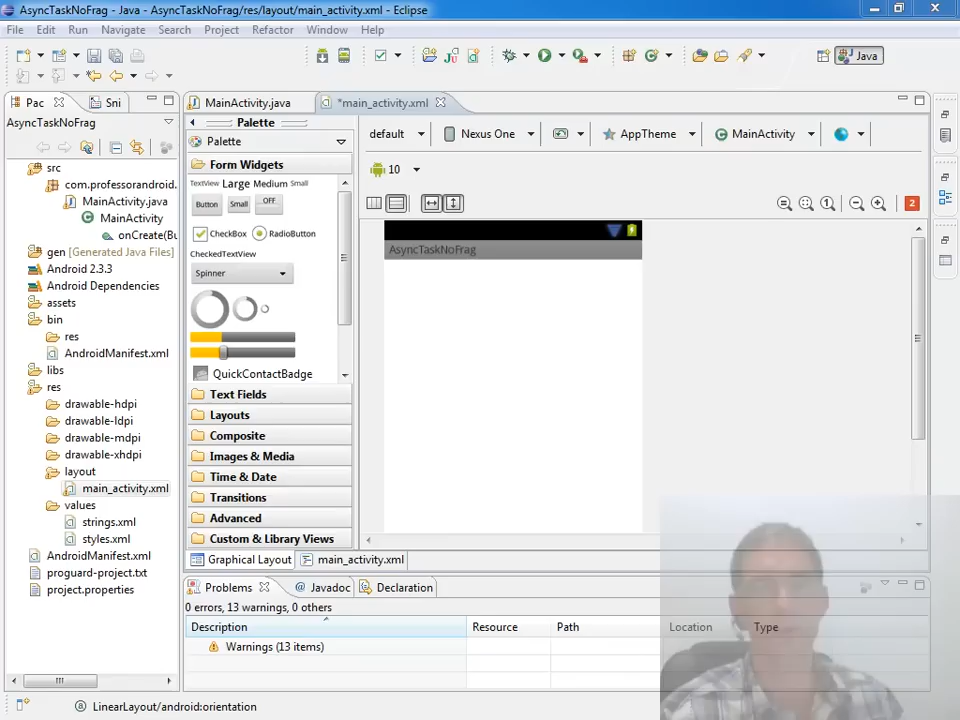 AsyncTaskNoFrag - Java - AsyncTaskNoFrag/res/layout/main_activity.xml - Eclipse
File Edit Run Navigate Search Project Refactor Window Help
Java
Pac Sni
MainActivity.java *main_activity.xml
AsyncTaskNoFrag
Palette
default Nexus One AppTheme MainActivity
Palette
Form Widgets
10
src
com.professorandroid.
MainActivity.java
MainActivity
onCreate(Bu
gen [Generated Java Files]
Android 2.3.3
Android Dependencies
assets
bin
res
AndroidManifest.xml
libs
res
drawable-hdpi
drawable-ldpi
drawable-mdpi
drawable-xhdpi
layout
main_activity.xml
values
strings.xml
styles.xml
AndroidManifest.xml
proguard-project.txt
project.properties
TextView Large Medium Small
Button Small OFF
CheckBox RadioButton
CheckedTextView
Spinner
QuickContactBadge
Text Fields
Layouts
Composite
Images & Media
Time & Date
Transitions
Advanced
Custom & Library Views
1
2
AsyncTaskNoFrag
Graphical Layout main_activity.xml
Problems @ Javadoc Declaration
0 errors, 13 warnings, 0 others
Description Resource Path Location Type
Warnings (13 items)
LinearLayout/android:orientation